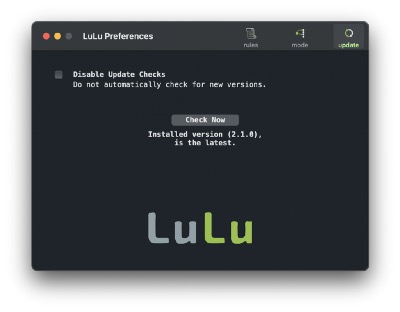 LuLu Preferences
rules
mode
update
Disable Update Checks
Do not automatically check for new versions.
Check Now
Installed version (2.1.0),
is the latest.
LuLu